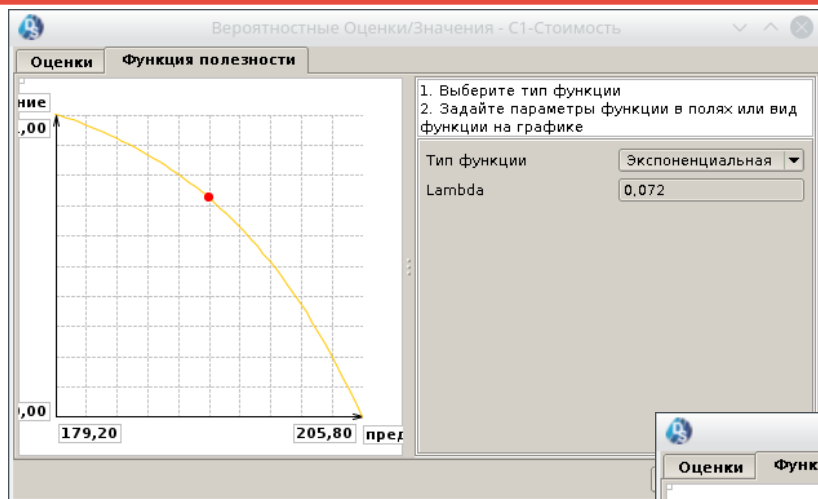 Вероятностные Оценки/Значения - C1-Стоимость
Оценки
Функция полезности
ние
,00
,00
179,20
205,80
пред
1. Выберите тип функции
2. Задайте параметры функции в полях или вид
функции на графике
Тип функции
Экспоненциальная
Lambda
0,072
Оценки
Функ